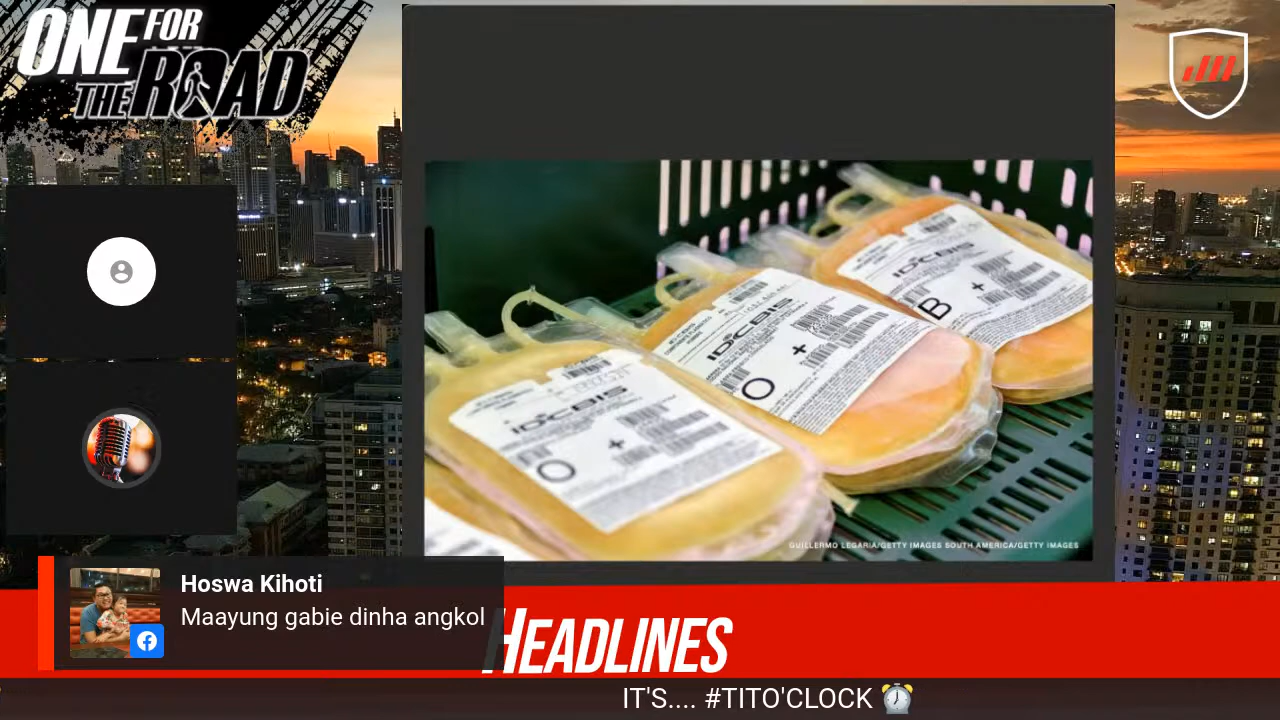 ONE FOR
THE ROAD
IDCBIS
B +
IDCBIS
O +
IDCBIS
O +
GUILLERMO LEGARIA/GETTY IMAGES SOUTH AMERICA/GETTY IMAGES
Hoswa Kihoti
Maayung gabie dinha angkol
HEADLINES
IT'S.... #TITO'CLOCK ⏰